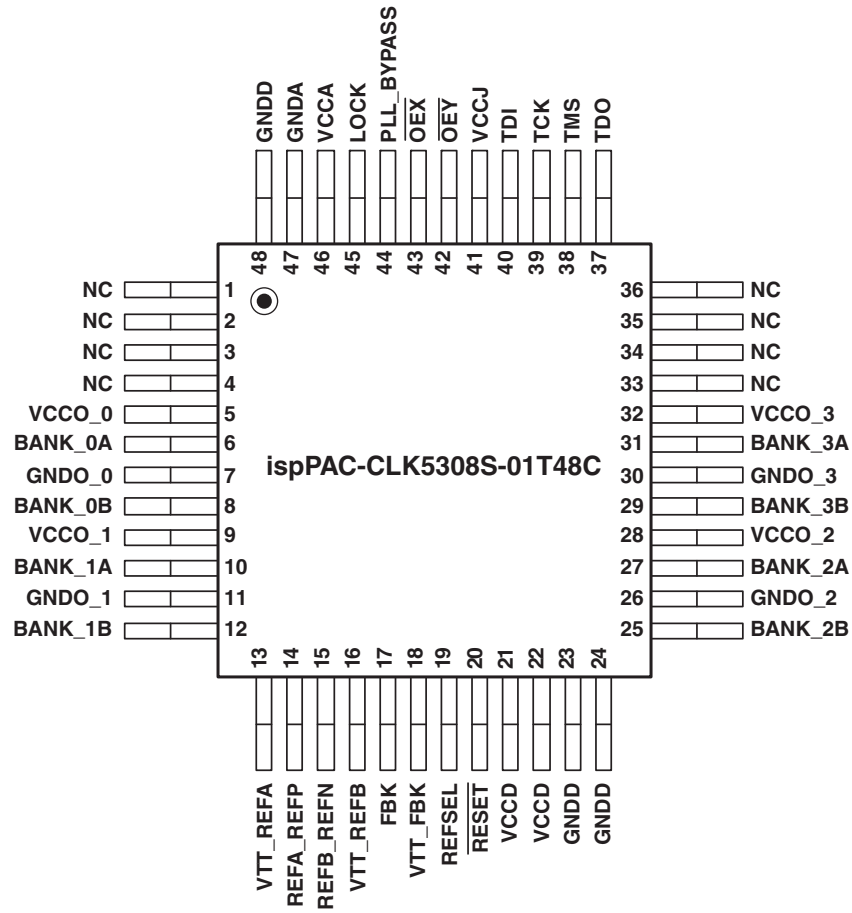 GNDD
GNDA
VCCA
LOCK
PLL_BYPASS
OEX
OEY
VCCJ
TDI
TCK
TMS
TDO
48
47
46
45
44
43
42
41
40
39
38
37
NC 1
NC 2
NC 3
NC 4
VCCO_0 5
BANK_0A 6
GNDO_0 7
BANK_0B 8
VCCO_1 9
BANK_1A 10
GNDO_1 11
BANK_1B 12
ispPAC-CLK5308S-01T48C
36 NC
35 NC
34 NC
33 NC
32 VCCO_3
31 BANK_3A
30 GNDO_3
29 BANK_3B
28 VCCO_2
27 BANK_2A
26 GNDO_2
25 BANK_2B
13
14
15
16
17
18
19
20
21
22
23
24
VTT_REFA
REFA_REFP
REFB_REFN
VTT_REFB
FBK
VTT_FBK
REFSEL
RESET
VCCD
VCCD
GNDD
GNDD